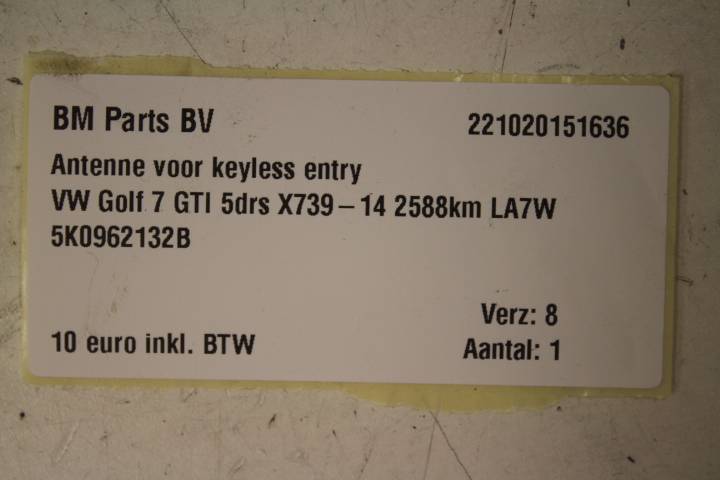 BM Parts BV 221020151636
Antenne voor keyless entry
VW Golf 7 GTI 5drs X739 – 14 2588km LA7W
5K0962132B
Verz: 8
10 euro inkl. BTW Aantal: 1